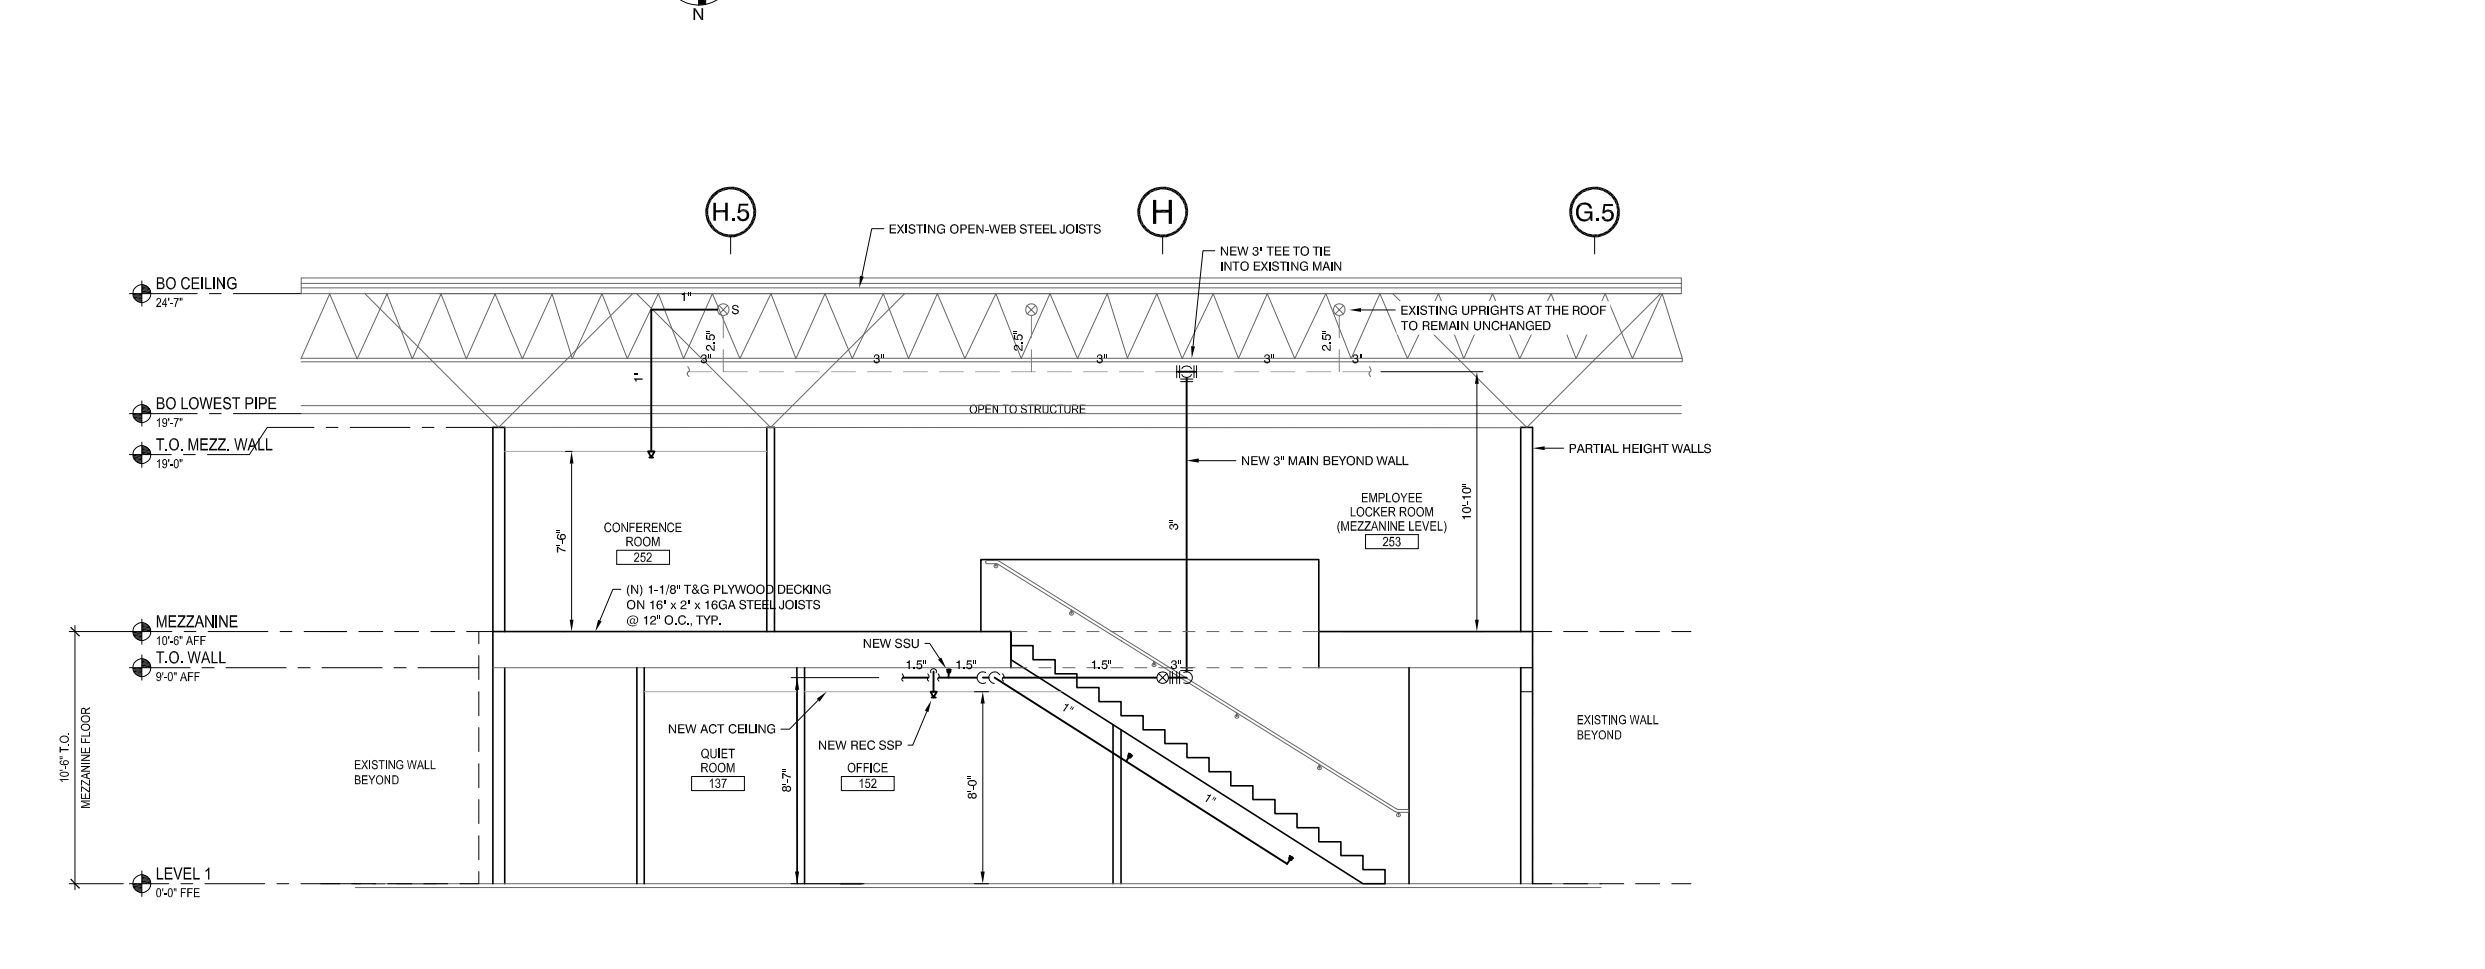 N
H.5
H
G.5
EXISTING OPEN-WEB STEEL JOISTS
NEW 3" TEE TO TIE
INTO EXISTING MAIN
BO CEILING
24'-7"
1"
S
EXISTING UPRIGHTS AT THE ROOF
TO REMAIN UNCHANGED
2.5"
2.5"
2.5"
3"
3"
3"
3"
3"
1"
BO LOWEST PIPE
19'-7"
OPEN TO STRUCTURE
T.O. MEZZ. WALL
19'-0"
PARTIAL HEIGHT WALLS
NEW 3" MAIN BEYOND WALL
7'-6"
CONFERENCE
ROOM
252
3"
10'-10"
EMPLOYEE
LOCKER ROOM
(MEZZANINE LEVEL)
253
(N) 1-1/8" T&G PLYWOOD DECKING
ON 16" x 2" x 16GA STEEL JOISTS
@ 12" O.C., TYP.
MEZZANINE
10'-6" AFF
NEW SSU
T.O. WALL
9'-0" AFF
1.5"
1.5"
1.5"
3"
1"
NEW ACT CEILING
NEW REC SSP
10'-6" T.O.
MEZZANINE FLOOR
EXISTING WALL
BEYOND
QUIET
ROOM
137
8'-7"
OFFICE
152
8'-0"
1"
EXISTING WALL
BEYOND
LEVEL 1
0'-0" FFE